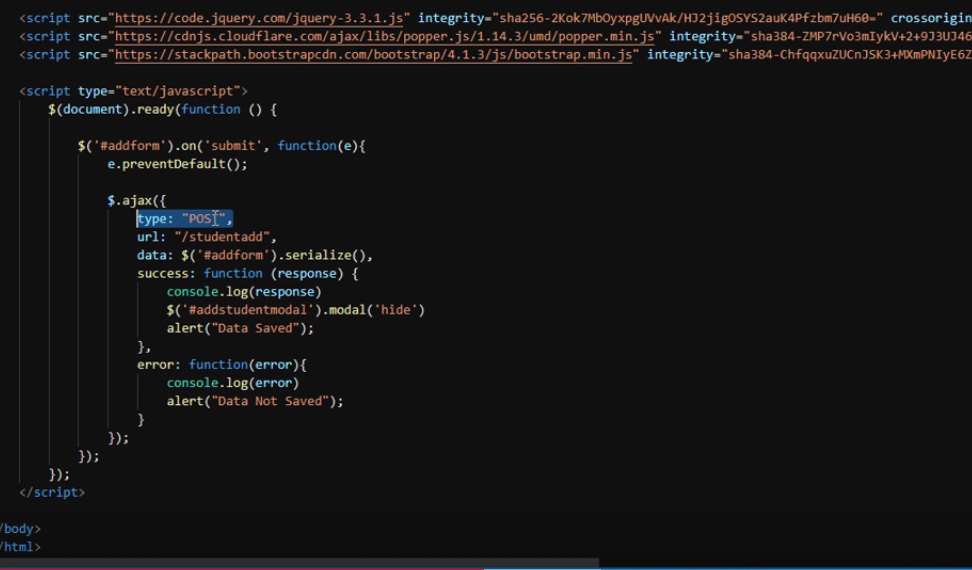 <script src="https://code.jquery.com/jquery-3.3.1.js" integrity="sha256-2Kok7MbOyxpgUVvAk/HJ2jigOSYS2auK4Pfzbm7uH60=" crossorigin
<script src="https://cdnjs.cloudflare.com/ajax/libs/popper.js/1.14.3/umd/popper.min.js" integrity="sha384-ZMP7rVo3mIykV+2+9J3UJ46
<script src="https://stackpath.bootstrapcdn.com/bootstrap/4.1.3/js/bootstrap.min.js" integrity="sha384-ChfqqxuZUCnJSK3+MXmPNIyE6Z
<script type="text/javascript">
$(document).ready(function () {
$('#addform').on('submit', function(e){
e.preventDefault();
$.ajax({
type: "POST",
url: "/studentadd",
data: $('#addform').serialize(),
success: function (response) {
console.log(response)
$('#addstudentmodal').modal('hide')
alert("Data Saved");
},
error: function(error){
console.log(error)
alert("Data Not Saved");
}
});
});
});
</script>
/body>
/html>